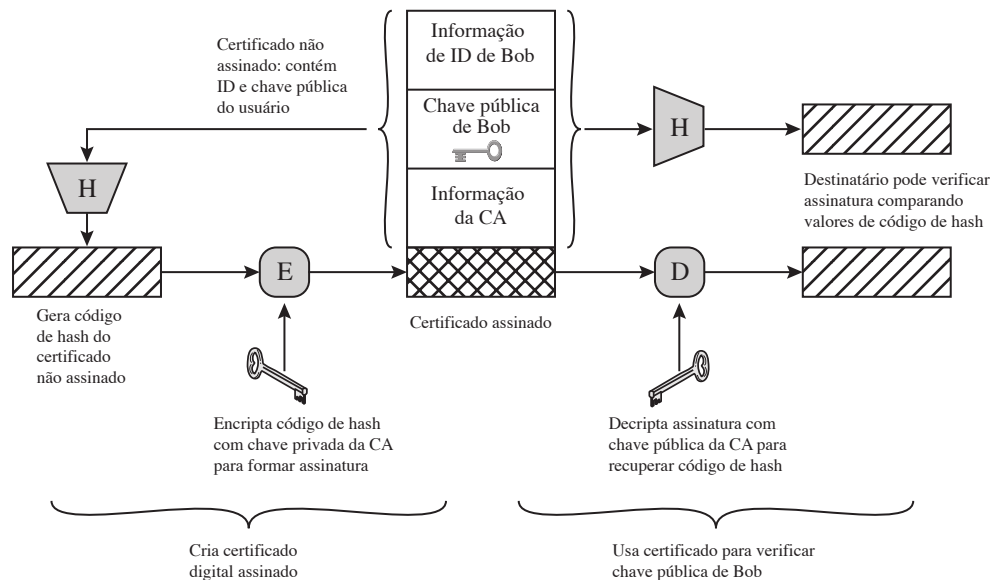 Informação
de ID de Bob
Certificado não
assinado: contém
ID e chave pública
do usuário
Chave pública
de Bob
H
H
Informação
da CA
Destinatário pode verificar
assinatura comparando
valores de código de hash
E
D
Gera código
de hash do
certificado
não assinado
Certificado assinado
Encripta código de hash
com chave privada da CA
para formar assinatura
Decripta assinatura com
chave pública da CA para
recuperar código de hash
Cria certificado
digital assinado
Usa certificado para verificar
chave pública de Bob